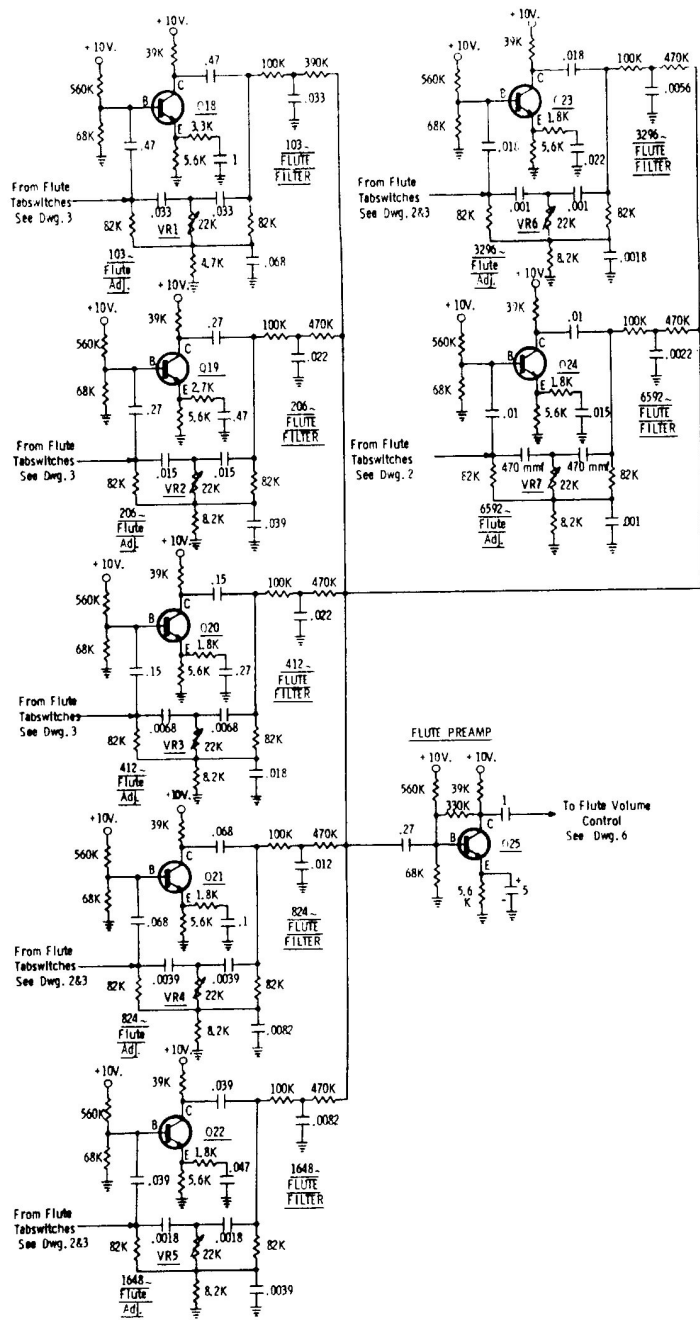 +10V.
39K
.47
100K
390K
+10V.
560K
C
B
Q18
.033
68K
E
3.3K
103~
FLUTE
FILTER
.47
5.6K
1
From Flute
Tabswitches
See Dwg. 3
.033
.033
82K
VR1
22K
82K
103~
Flute
Adj.
4.7K
.068
+10V.
39K
.27
100K
470K
+10V.
560K
C
B
Q19
.022
68K
E
2.7K
206~
FLUTE
FILTER
.27
5.6K
.47
From Flute
Tabswitches
See Dwg. 3
.015
.015
82K
VR2
22K
82K
206~
Flute
Adj.
8.2K
.039
+10V.
39K
.15
100K
470K
+10V.
560K
C
B
Q20
.022
68K
E
1.8K
412~
FLUTE
FILTER
.15
5.6K
.27
From Flute
Tabswitches
See Dwg. 3
.0068
.0068
82K
VR3
22K
82K
412~
Flute
Adj.
8.2K
.018
+10V.
39K
.068
100K
470K
+10V.
560K
C
B
Q21
.012
68K
E
1.8K
824~
FLUTE
FILTER
.068
5.6K
.1
From Flute
Tabswitches
See Dwg. 2&3
.0039
.0039
82K
VR4
22K
82K
824~
Flute
Adj.
8.2K
.0082
+10V.
39K
.039
100K
470K
+10V.
560K
C
B
Q22
.0082
68K
E
1.8K
1648~
FLUTE
FILTER
.039
5.6K
.047
From Flute
Tabswitches
See Dwg. 2&3
.0018
.0018
82K
VR5
22K
82K
1648~
Flute
Adj.
8.2K
.0039
+10V.
39K
.018
100K
470K
+10V.
560K
C
B
Q23
.0056
68K
E
1.8K
3296~
FLUTE
FILTER
.018
5.6K
.022
From Flute
Tabswitches
See Dwg. 2&3
.001
.001
82K
VR6
22K
82K
3296~
Flute
Adj.
8.2K
.0018
+10V.
39K
.01
100K
470K
+10V.
560K
C
B
Q24
.0022
68K
E
1.8K
6592~
FLUTE
FILTER
.01
5.6K
.015
From Flute
Tabswitches
See Dwg. 2
470 mmf
470 mmf
82K
VR7
22K
82K
6592~
Flute
Adj.
8.2K
.001
FLUTE PREAMP
+10V.
+10V.
560K
39K
330K
1
To Flute Volume
Control
See Dwg. 6
.27
C
B
Q25
68K
E
5.6
K
+
-
5